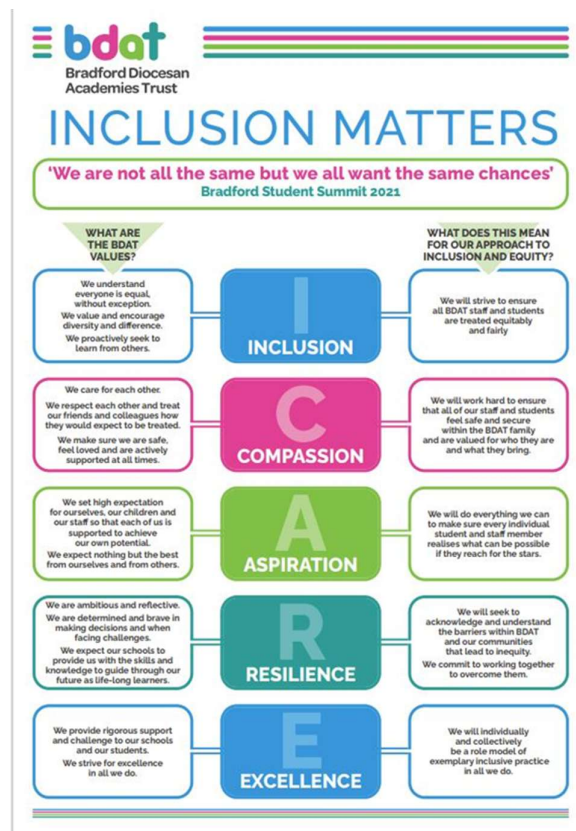 bdat
Bradford Diocesan
Academies Trust
INCLUSION MATTERS
‘We are not all the same but we all want the same chances’
Bradford Student Summit 2021
WHAT ARE
THE BDAT
VALUES?
WHAT DOES THIS MEAN
FOR OUR APPROACH TO
INCLUSION AND EQUITY?
We understand
everyone is equal,
without exception.
We value and encourage
diversity and difference.
We proactively seek to
learn from others.
I
INCLUSION
We will strive to ensure
all BDAT staff and students
are treated equitably
and fairly
We care for each other.
We respect each other and treat
our friends and colleagues how
they would expect to be treated.
We make sure we are safe,
feel loved and are actively
supported at all times.
C
COMPASSION
We will work hard to ensure
that all of our staff and students
feel safe and secure
within the BDAT family
and are valued for who they are
and what they bring.
We set high expectation
for ourselves, our children and
our staff so that each of us is
supported to achieve
our own potential.
We expect nothing but the best
from ourselves and from others.
A
ASPIRATION
We will do everything we can
to make sure every individual
student and staff member
realises what can be possible
if they reach for the stars.
We are ambitious and reflective.
We are determined and brave in
making decisions and when
facing challenges.
We expect our schools to
provide us with the skills and
knowledge to guide through our
future as life-long learners.
R
RESILIENCE
We will seek to
acknowledge and understand
the barriers within BDAT
and our communities
that lead to inequity.
We commit to working together
to overcome them.
We provide rigorous support
and challenge to our schools
and our students.
We strive for excellence
in all we do.
E
EXCELLENCE
We will individually
and collectively
be a role model of
exemplary inclusive practice
in all we do.